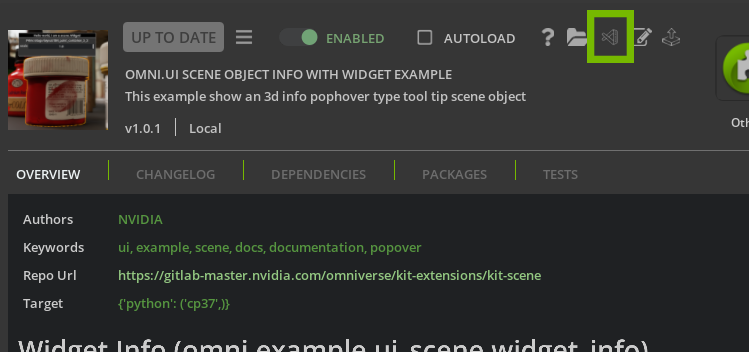 UP TO DATE
ENABLED
AUTOLOAD
?
OMNI.UI SCENE OBJECT INFO WITH WIDGET EXAMPLE
This example show an 3d info pophover type tool tip scene object
v1.0.1 Local
Oth
OVERVIEW CHANGELOG DEPENDENCIES PACKAGES TESTS
Authors NVIDIA
Keywords ui, example, scene, docs, documentation, popover
Repo Url https://gitlab-master.nvidia.com/omniverse/kit-extensions/kit-scene
Target {'python': ('cp37',)}
Widget Info (omni.example.ui_scene.widget_info)